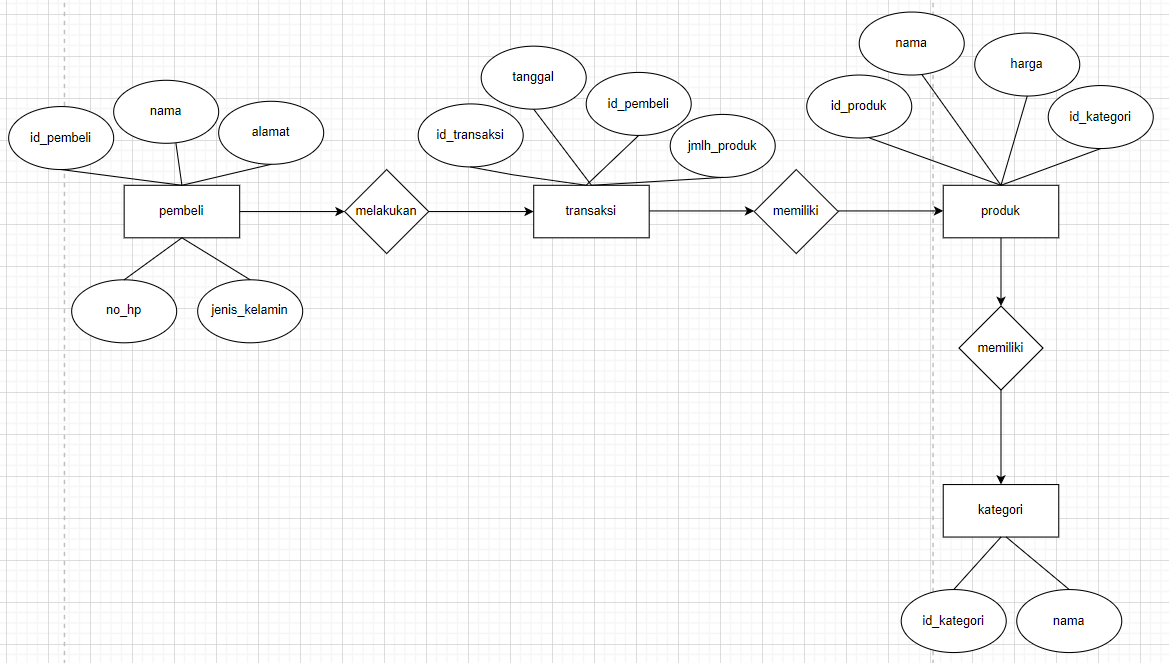 id_pembeli
nama
alamat
pembeli
no_hp
jenis_kelamin
melakukan
id_transaksi
tanggal
id_pembeli
jmlh_produk
transaksi
memiliki
id_produk
nama
harga
id_kategori
produk
memiliki
kategori
id_kategori
nama